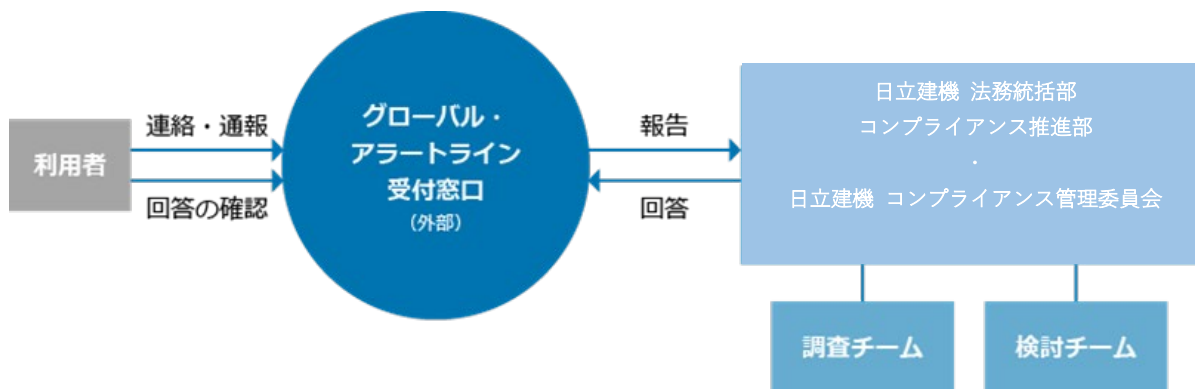 利用者
連絡・通報
回答の確認
グローバル・
アラートライン
受付窓口
（外部）
報告
回答
日立建機 法務統括部
コンプライアンス推進部
・
日立建機 コンプライアンス管理委員会
調査チーム
検討チーム